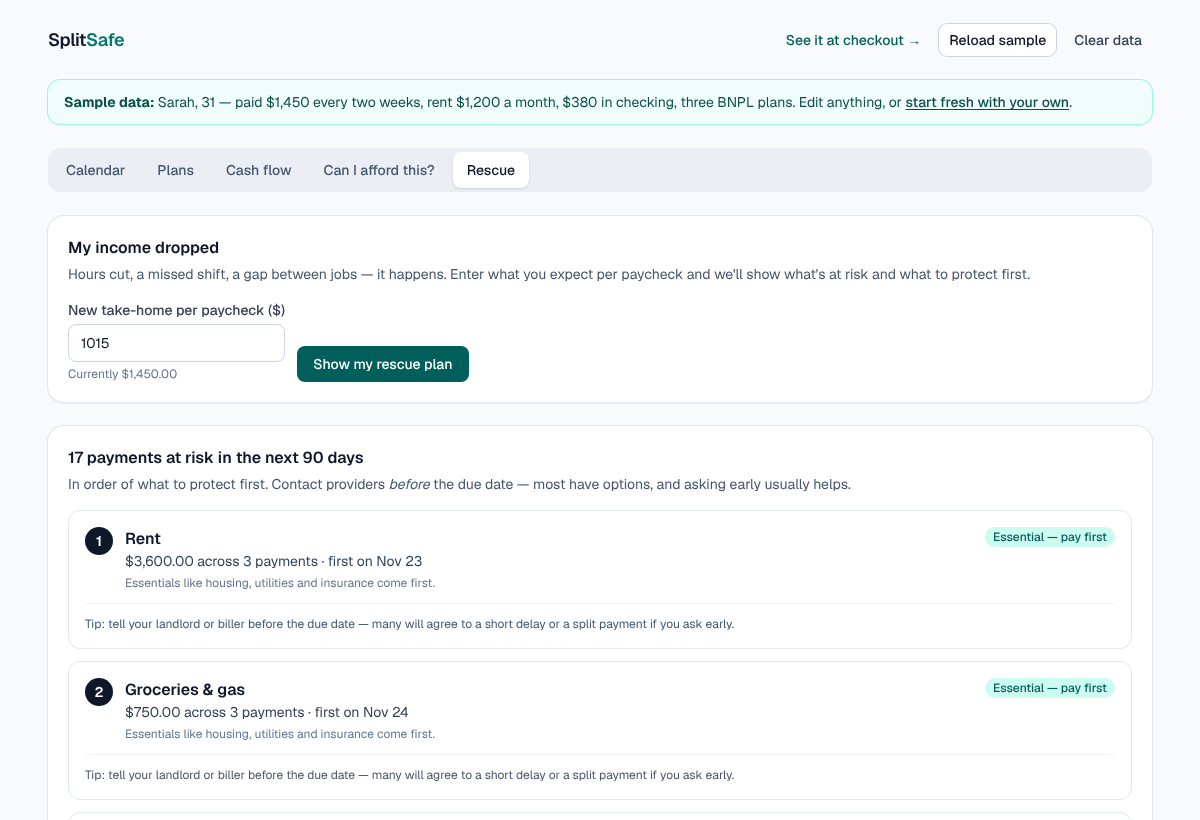 SplitSafe
See it at checkout →
Reload sample
Clear data
Sample data: Sarah, 31 — paid $1,450 every two weeks, rent $1,200 a month, $380 in checking, three BNPL plans. Edit anything, or start fresh with your own.
Calendar
Plans
Cash flow
Can I afford this?
Rescue
My income dropped
Hours cut, a missed shift, a gap between jobs — it happens. Enter what you expect per paycheck and we'll show what's at risk and what to protect first.
New take-home per paycheck ($)
1015
Show my rescue plan
Currently $1,450.00
17 payments at risk in the next 90 days
In order of what to protect first. Contact providers before the due date — most have options, and asking early usually helps.
1
Rent
Essential — pay first
$3,600.00 across 3 payments · first on Nov 23
Essentials like housing, utilities and insurance come first.
Tip: tell your landlord or biller before the due date — many will agree to a short delay or a split payment if you ask early.
2
Groceries & gas
Essential — pay first
$750.00 across 3 payments · first on Nov 24
Essentials like housing, utilities and insurance come first.
Tip: tell your landlord or biller before the due date — many will agree to a short delay or a split payment if you ask early.